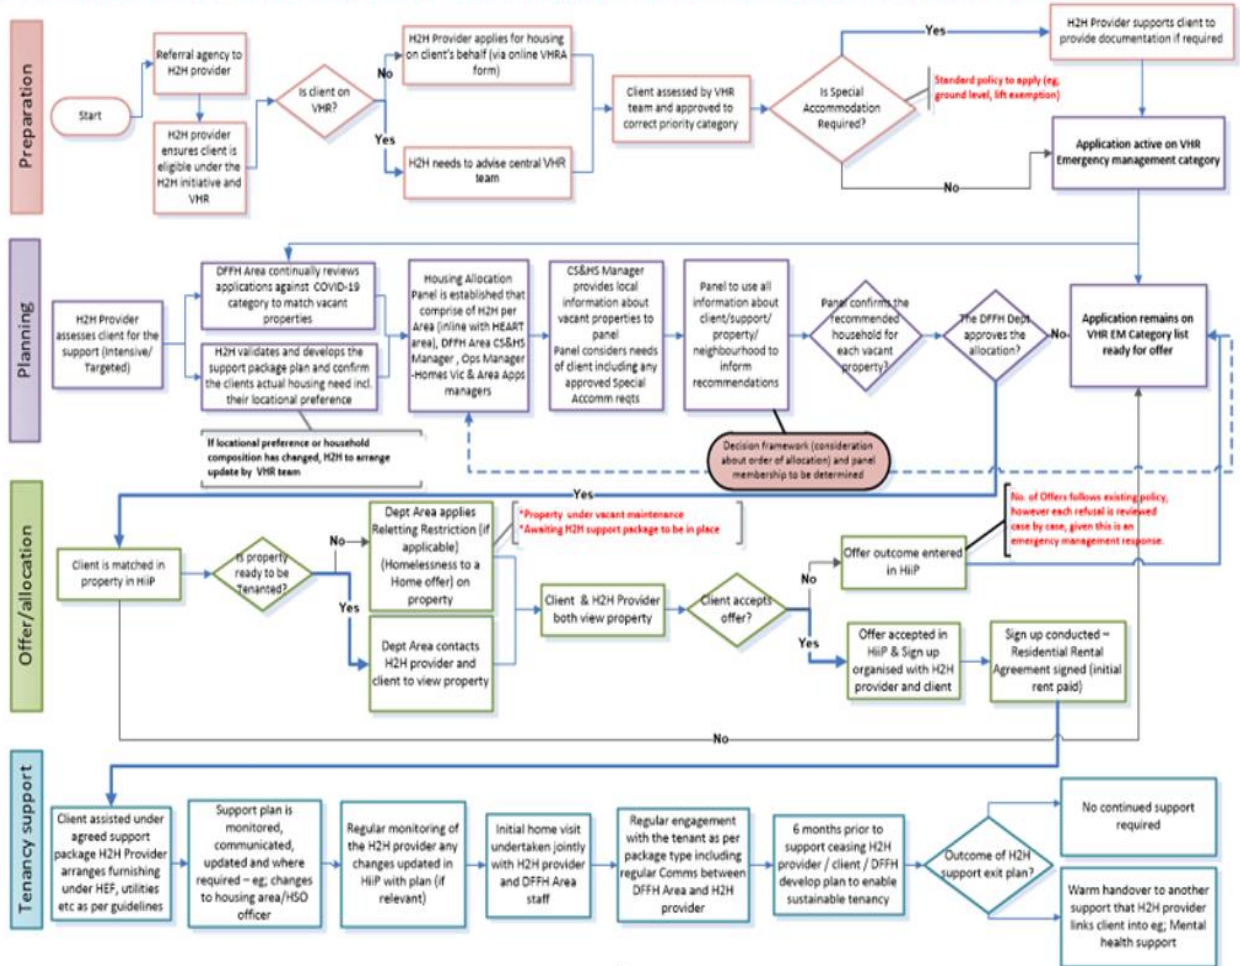 Preparation
Start
Referral agency to
H2H provider
H2H provider
ensures client is
eligible under the
H2H initiative and
VHR
Is client on
VHR?
No
Yes
H2H Provider applies for housing
on client's behalf (via online VHRA
form)
H2H needs to advise central VHR
team
Client assessed by VHR
team and approved to
correct priority category
Is Special
Accommodation
Required?
Yes
No
Standard policy to apply (eg,
ground level, lift exemption)
H2H Provider supports client to
provide documentation if required
Application active on VHR
Emergency management category
Planning
H2H Provider
assesses client for the
support (Intensive/
Targeted)
DFFH Area continually reviews
applications against COVID-19
category to match vacant
properties
H2H validates and develops the
support package plan and confirm
the clients actual housing need incl.
their locational preference
If locational preference or household
composition has changed, H2H to arrange
update by VHR team
Housing Allocation
Panel is established that
comprise of H2H per
Area (inline with HEART
area), DFFH Area CS&HS
Manager , Ops Manager
-Homes Vic & Area Apps
managers
CS&HS Manager
provides local
information about
vacant properties to
panel
Panel considers needs
of client including any
approved Special
Accomm reqts
Panel to use all
information about
client/support/
property/
neighbourhood to
inform
recommendations
Decision framework (consideration
about order of allocation) and panel
membership to be determined
Panel confirms the
recommended
household for
each vacant
property?
The DFFH Dept
approves the
allocation?
No
Application remains on
VHR EM Category list
ready for offer
Yes
Offer/allocation
Client is matched in
property in HiiP
Is property
ready to be
Tenanted?
No
Yes
Dept Area applies
Reletting Restriction (if
applicable)
(Homelessness to a
Home offer) on
property
*Property under vacant maintenance
*Awaiting H2H support package to be in place
Dept Area contacts
H2H provider and
client to view property
Client & H2H Provider
both view property
Client accepts
offer?
No
Yes
Offer outcome entered
in HiiP
No. of Offers follows existing policy,
however each refusal is reviewed
case by case, given this is an
emergency management response.
Offer accepted in
HiiP & Sign up
organised with H2H
provider and client
Sign up conducted –
Residential Rental
Agreement signed (initial
rent paid)
No
Tenancy support
Client assisted under
agreed support
package H2H Provider
arranges furnishing
under HEF, utilities
etc as per guidelines
Support plan is
monitored,
communicated,
updated and where
required – eg; changes
to housing area/HSO
officer
Regular monitoring of
the H2H provider any
changes updated in
HiiP with plan (if
relevant)
Initial home visit
undertaken jointly
with H2H provider
and DFFH Area
staff
Regular engagement
with the tenant as per
package type including
regular Comms between
DFFH Area and H2H
provider
6 months prior to
support ceasing H2H
provider / client / DFFH
develop plan to enable
sustainable tenancy
Outcome of H2H
support exit plan?
No continued support
required
Warm handover to another
support that H2H provider
links client into eg; Mental
health support